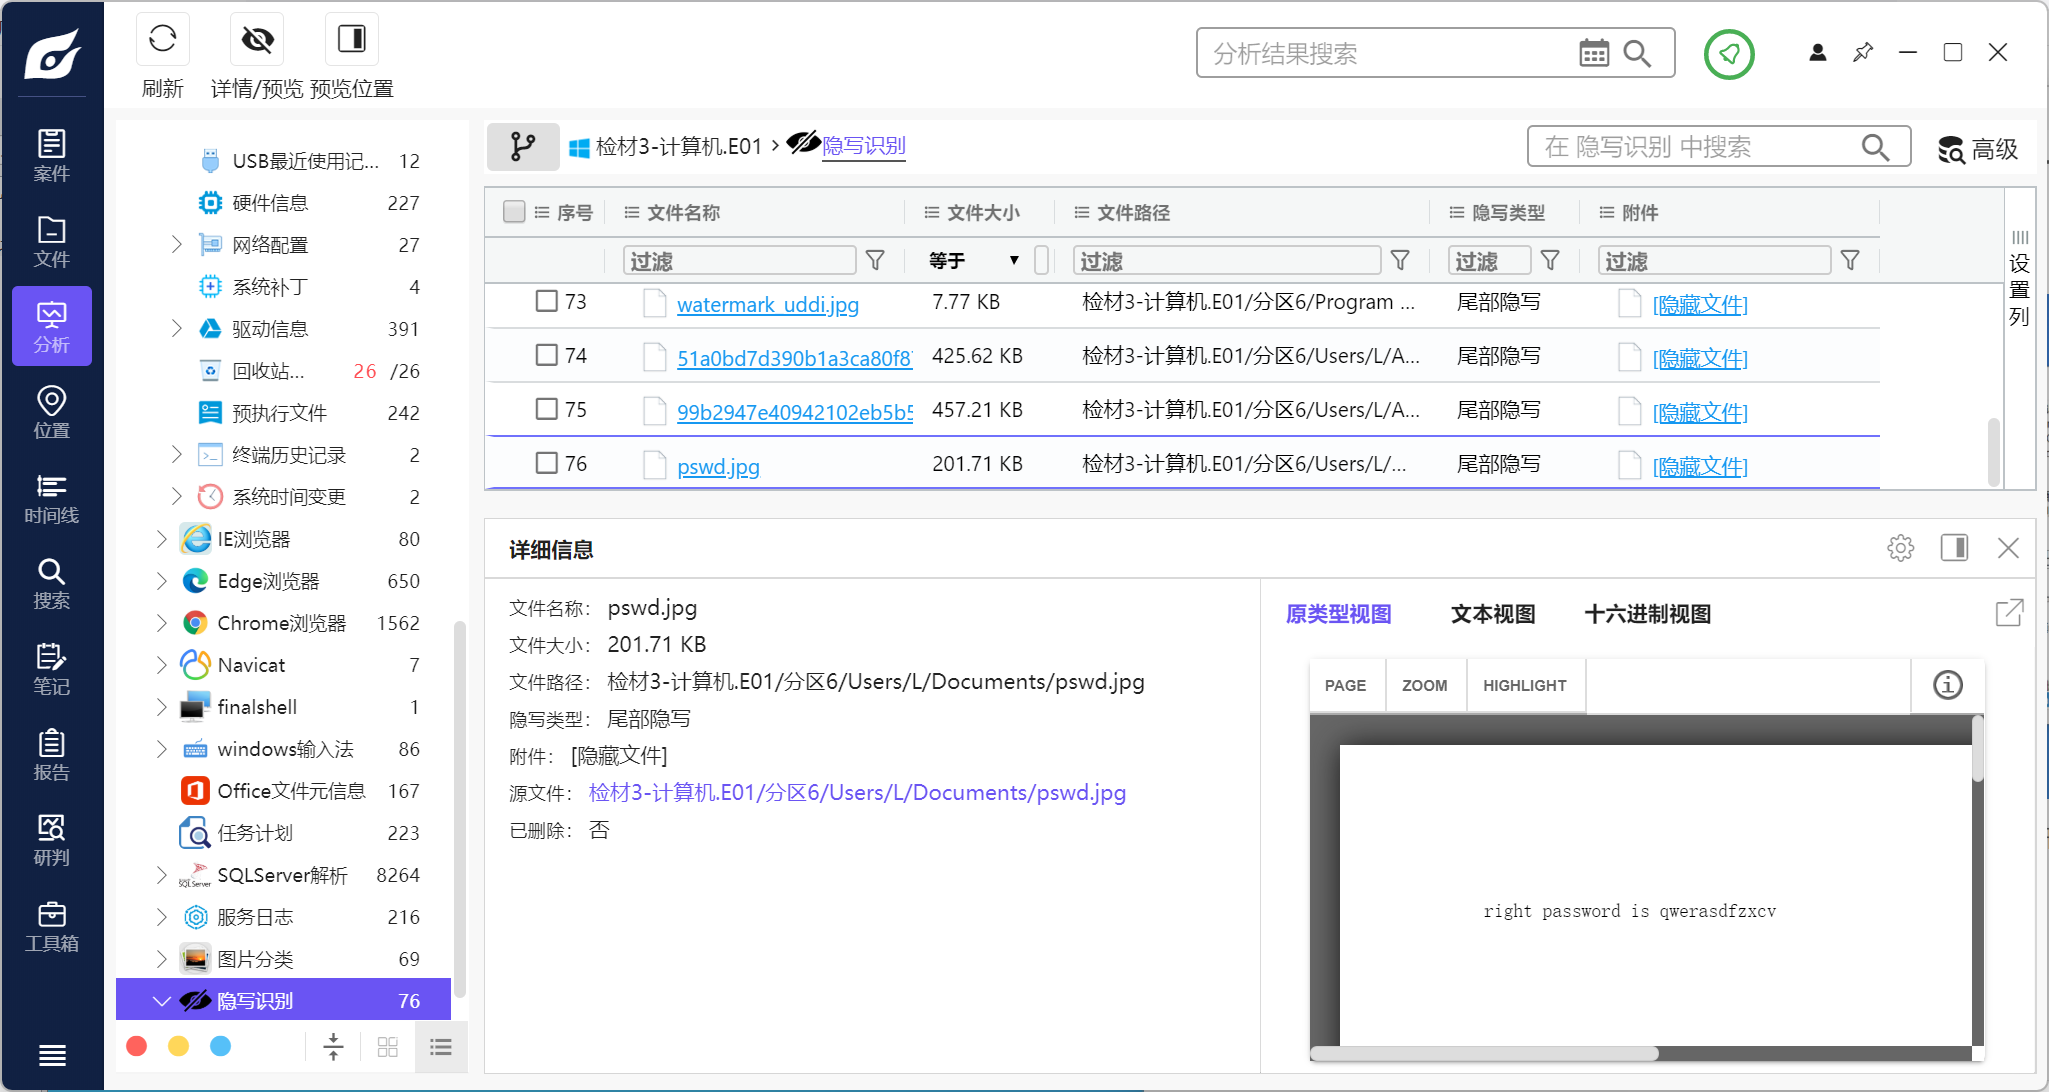 刷新
详情/预览
预览位置
分析结果搜索
案件
文件
分析
位置
时间线
搜索
笔记
报告
研判
工具箱
USB最近使用记... 12
硬件信息 227
网络配置 27
系统补丁 4
驱动信息 391
回收站... 26 /26
预执行文件 242
终端历史记录 2
系统时间变更 2
IE浏览器 80
Edge浏览器 650
Chrome浏览器 1562
Navicat 7
finalshell 1
windows输入法 86
Office文件元信息 167
任务计划 223
SQLServer解析 8264
服务日志 216
图片分类 69
隐写识别 76
检材3-计算机.E01 › 隐写识别
在 隐写识别 中搜索
高级
序号 文件名称 文件大小 文件路径 隐写类型 附件
过滤 等于 过滤 过滤 过滤
73 watermark_uddi.jpg 7.77 KB 检材3-计算机.E01/分区6/Program ... 尾部隐写 [隐藏文件]
74 51a0bd7d390b1a3ca80f8 425.62 KB 检材3-计算机.E01/分区6/Users/L/A... 尾部隐写 [隐藏文件]
75 99b2947e40942102eb5b5 457.21 KB 检材3-计算机.E01/分区6/Users/L/A... 尾部隐写 [隐藏文件]
76 pswd.jpg 201.71 KB 检材3-计算机.E01/分区6/Users/L/... 尾部隐写 [隐藏文件]
设置列
详细信息
文件名称： pswd.jpg
文件大小： 201.71 KB
文件路径： 检材3-计算机.E01/分区6/Users/L/Documents/pswd.jpg
隐写类型： 尾部隐写
附件： [隐藏文件]
源文件： 检材3-计算机.E01/分区6/Users/L/Documents/pswd.jpg
已删除： 否
原类型视图 文本视图 十六进制视图
PAGE ZOOM HIGHLIGHT
right password is qwerasdfzxcv